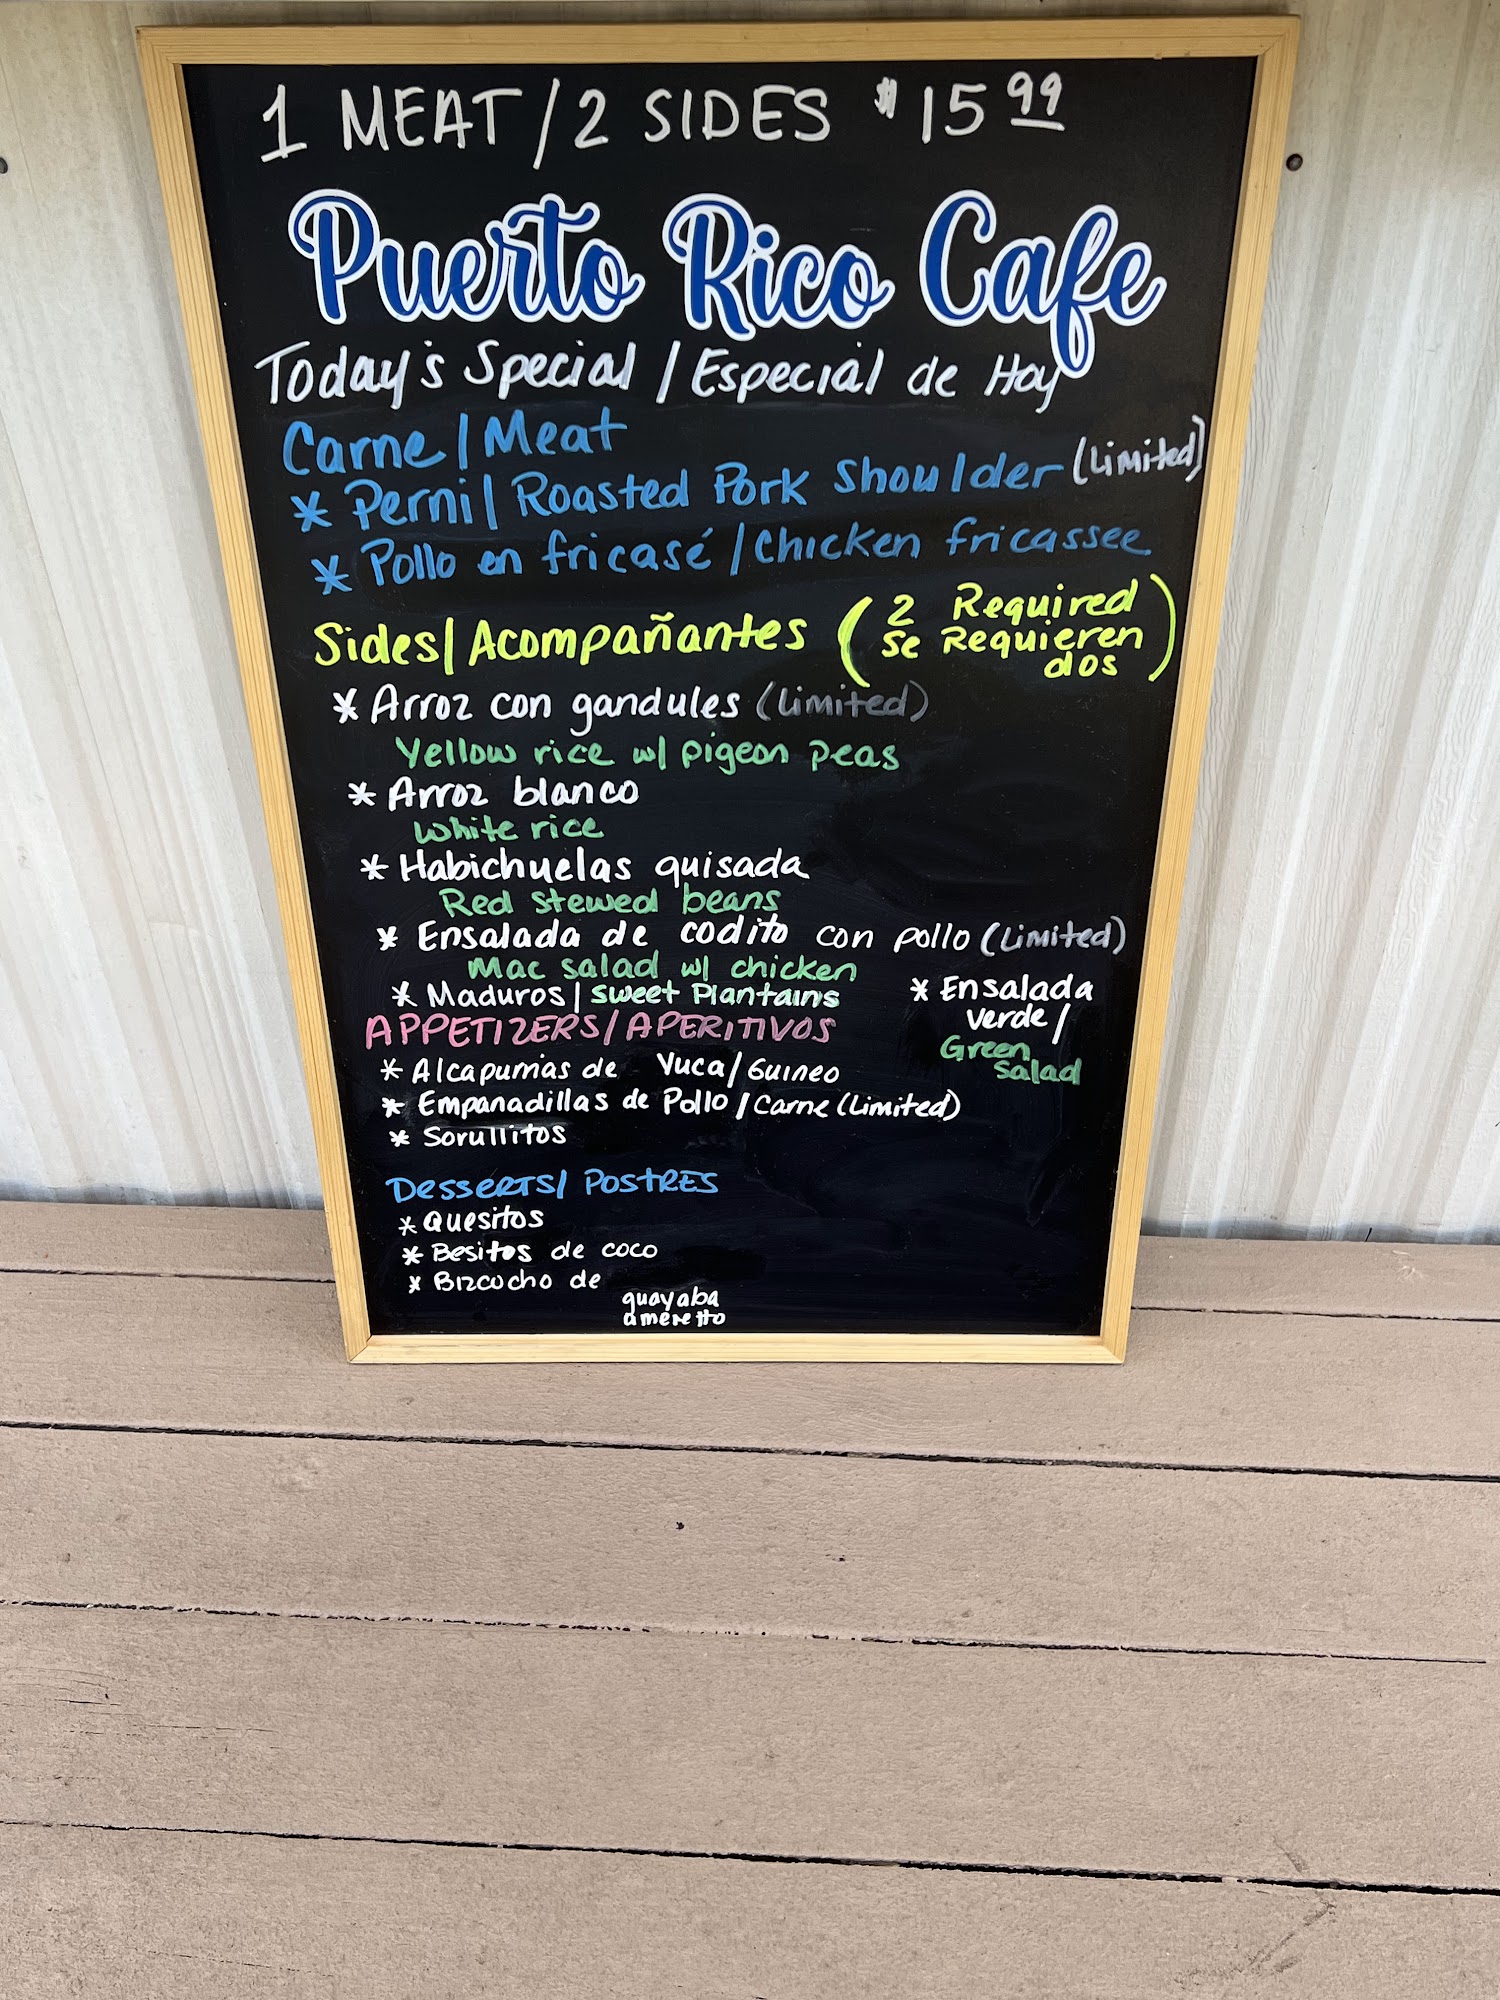 1 MEAT / 2 SIDES $15.99
Puerto Rico Cafe
Today's Special / Especial de Hoy
Carne / Meat
* Pernil / Roasted Pork Shoulder (Limited)
* Pollo en fricasé / Chicken fricassee
Sides / Acompañantes (2 Required
Se Requieren
dos)
* Arroz con gandules (Limited)
Yellow rice w/ pigeon peas
* Arroz blanco
White rice
* Habichuelas guisada
Red stewed beans
* Ensalada de codito con pollo (Limited)
Mac salad w/ chicken
* Maduros / Sweet Plantains
* Ensalada
verde /
Green
Salad
APPETIZERS / APERITIVOS
* Alcapurrias de Yuca / Guineo
* Empanadillas de Pollo / Carne (Limited)
* Sorullitos
DESSERTS / POSTRES
* Quesitos
* Besitos de coco
* Bizcocho de
guayaba
ameretto